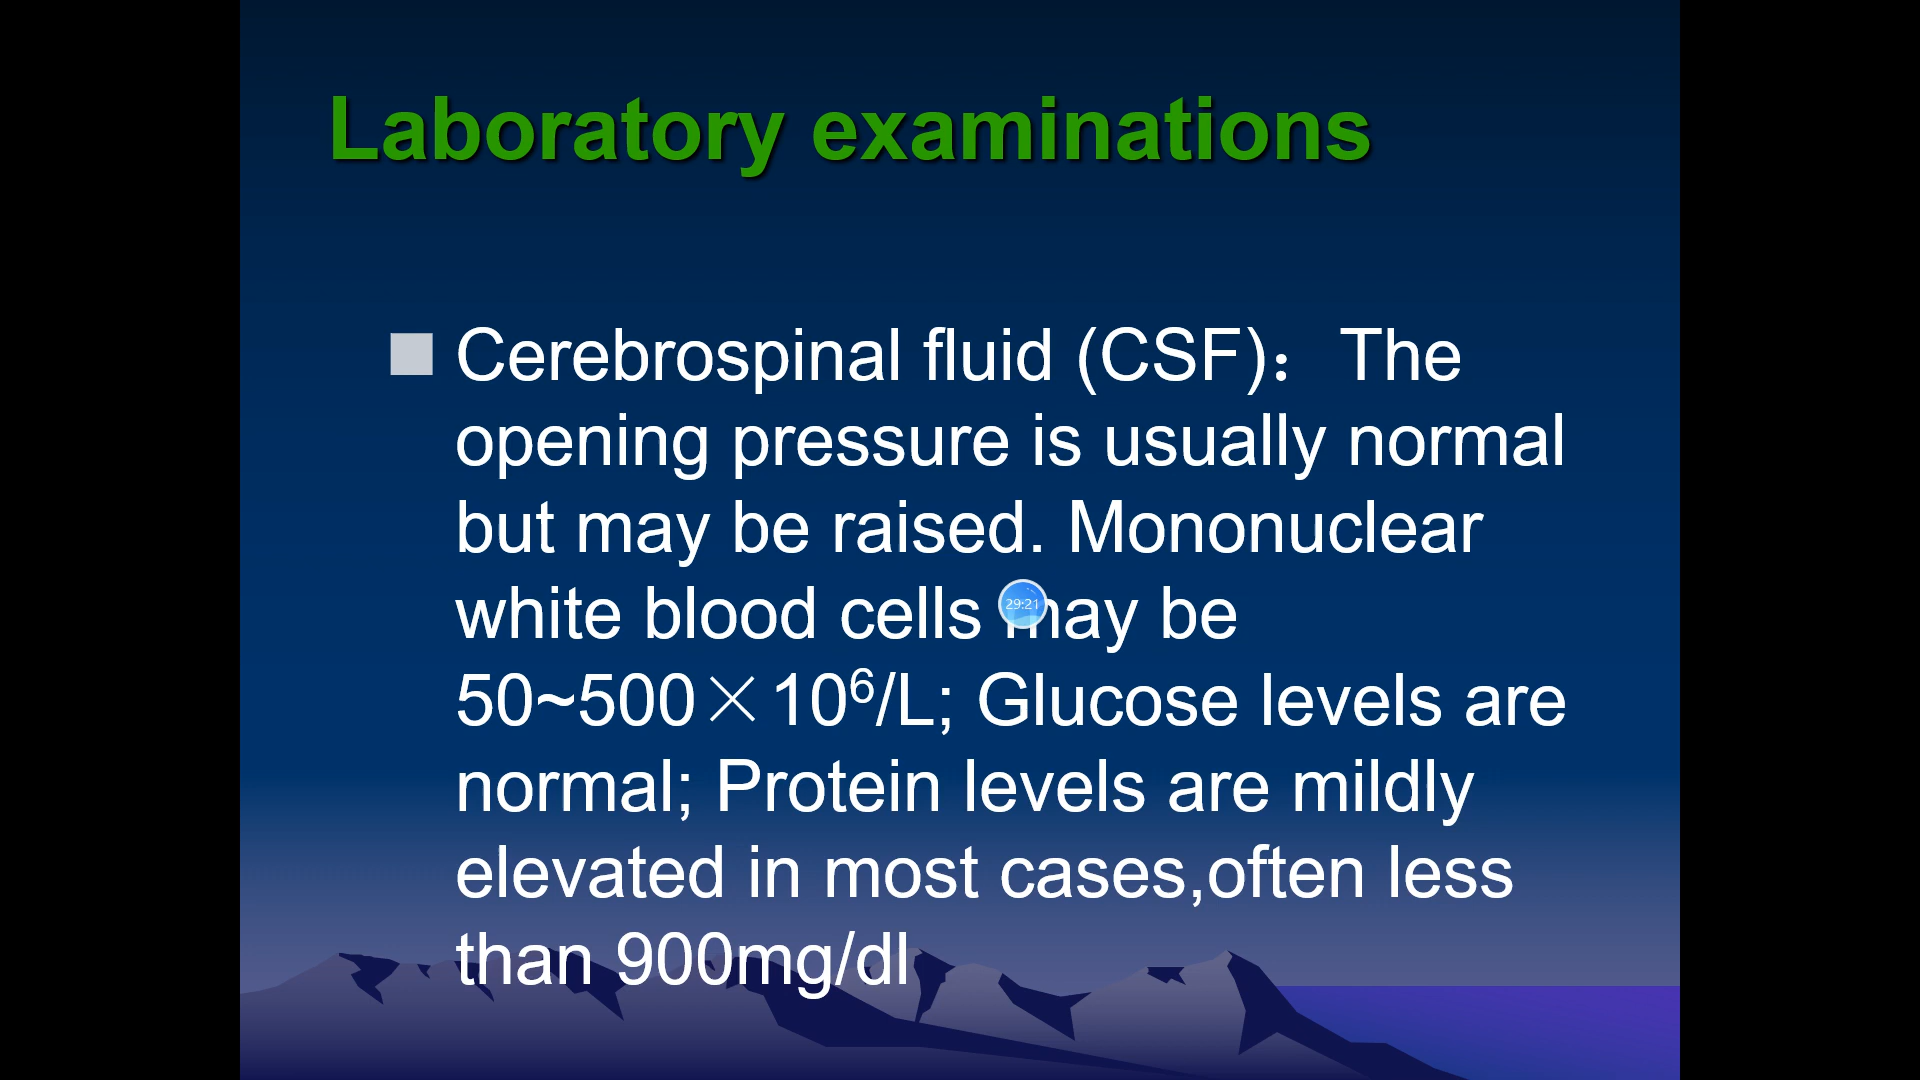 Laboratory examinations
Cerebrospinal fluid (CSF)：The
opening pressure is usually normal
but may be raised. Mononuclear
white blood cells may be
29:21
50~500×10⁶/L; Glucose levels are
normal; Protein levels are mildly
elevated in most cases,often less
than 900mg/dl